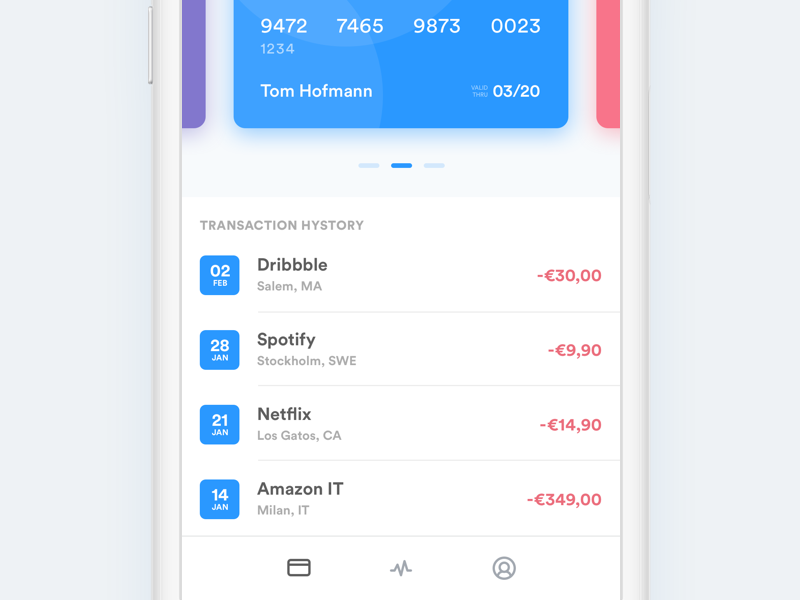 9472 7465 9873 0023
1234
Tom Hofmann VALID THRU 03/20
TRANSACTION HYSTORY
02 FEB Dribbble -€30,00
Salem, MA
28 JAN Spotify -€9,90
Stockholm, SWE
21 JAN Netflix -€14,90
Los Gatos, CA
14 JAN Amazon IT -€349,00
Milan, IT